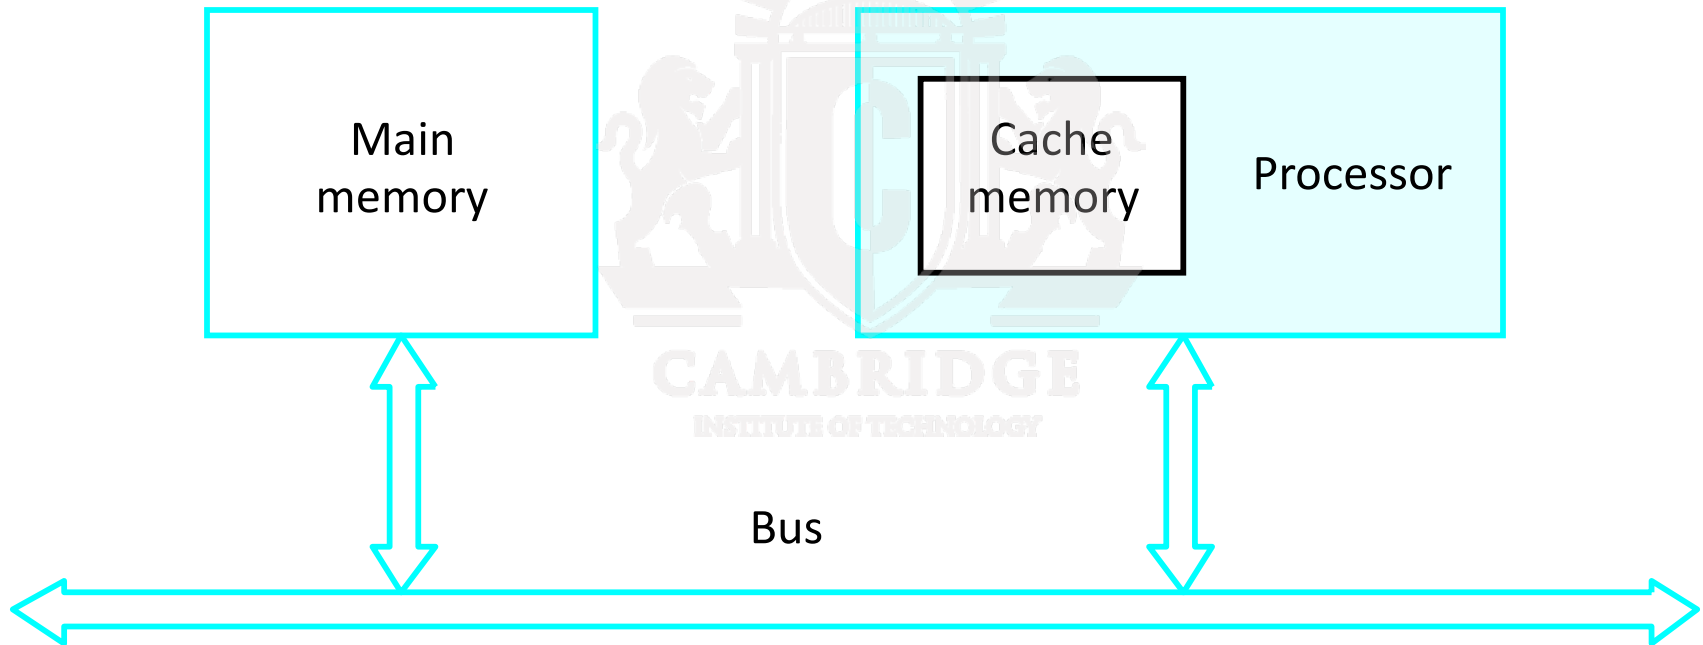 Main
memory
Cache
memory
Processor
CAMBRIDGE
INSTITUTE OF TECHNOLOGY
Bus